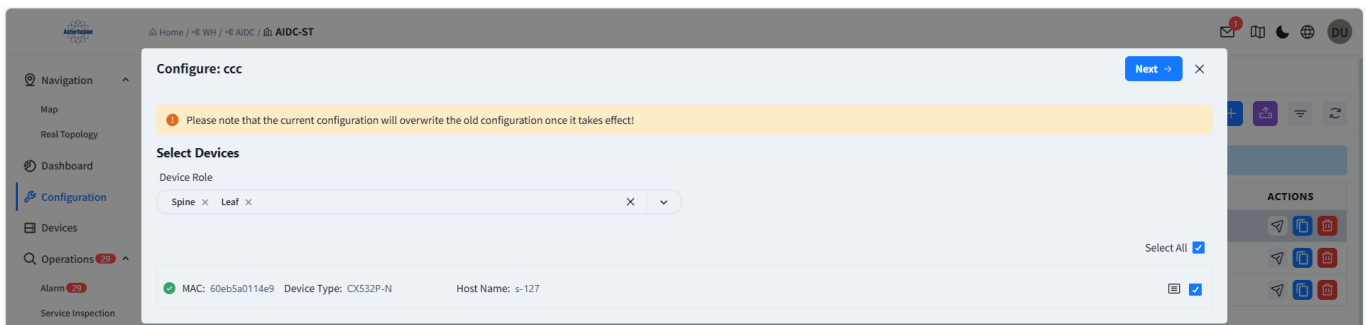 Asterfusion
Home / WH / AIDC / AIDC-ST
1
DU
Configure: ccc
Next →
Navigation
Map
Real Topology
Dashboard
Configuration
Devices
Operations 29
Alarm 29
Service Inspection
Please note that the current configuration will overwrite the old configuration once it takes effect!
Select Devices
Device Role
Spine × Leaf ×
Select All
MAC: 60eb5a0114e9 Device Type: CX532P-N Host Name: s-127
ACTIONS